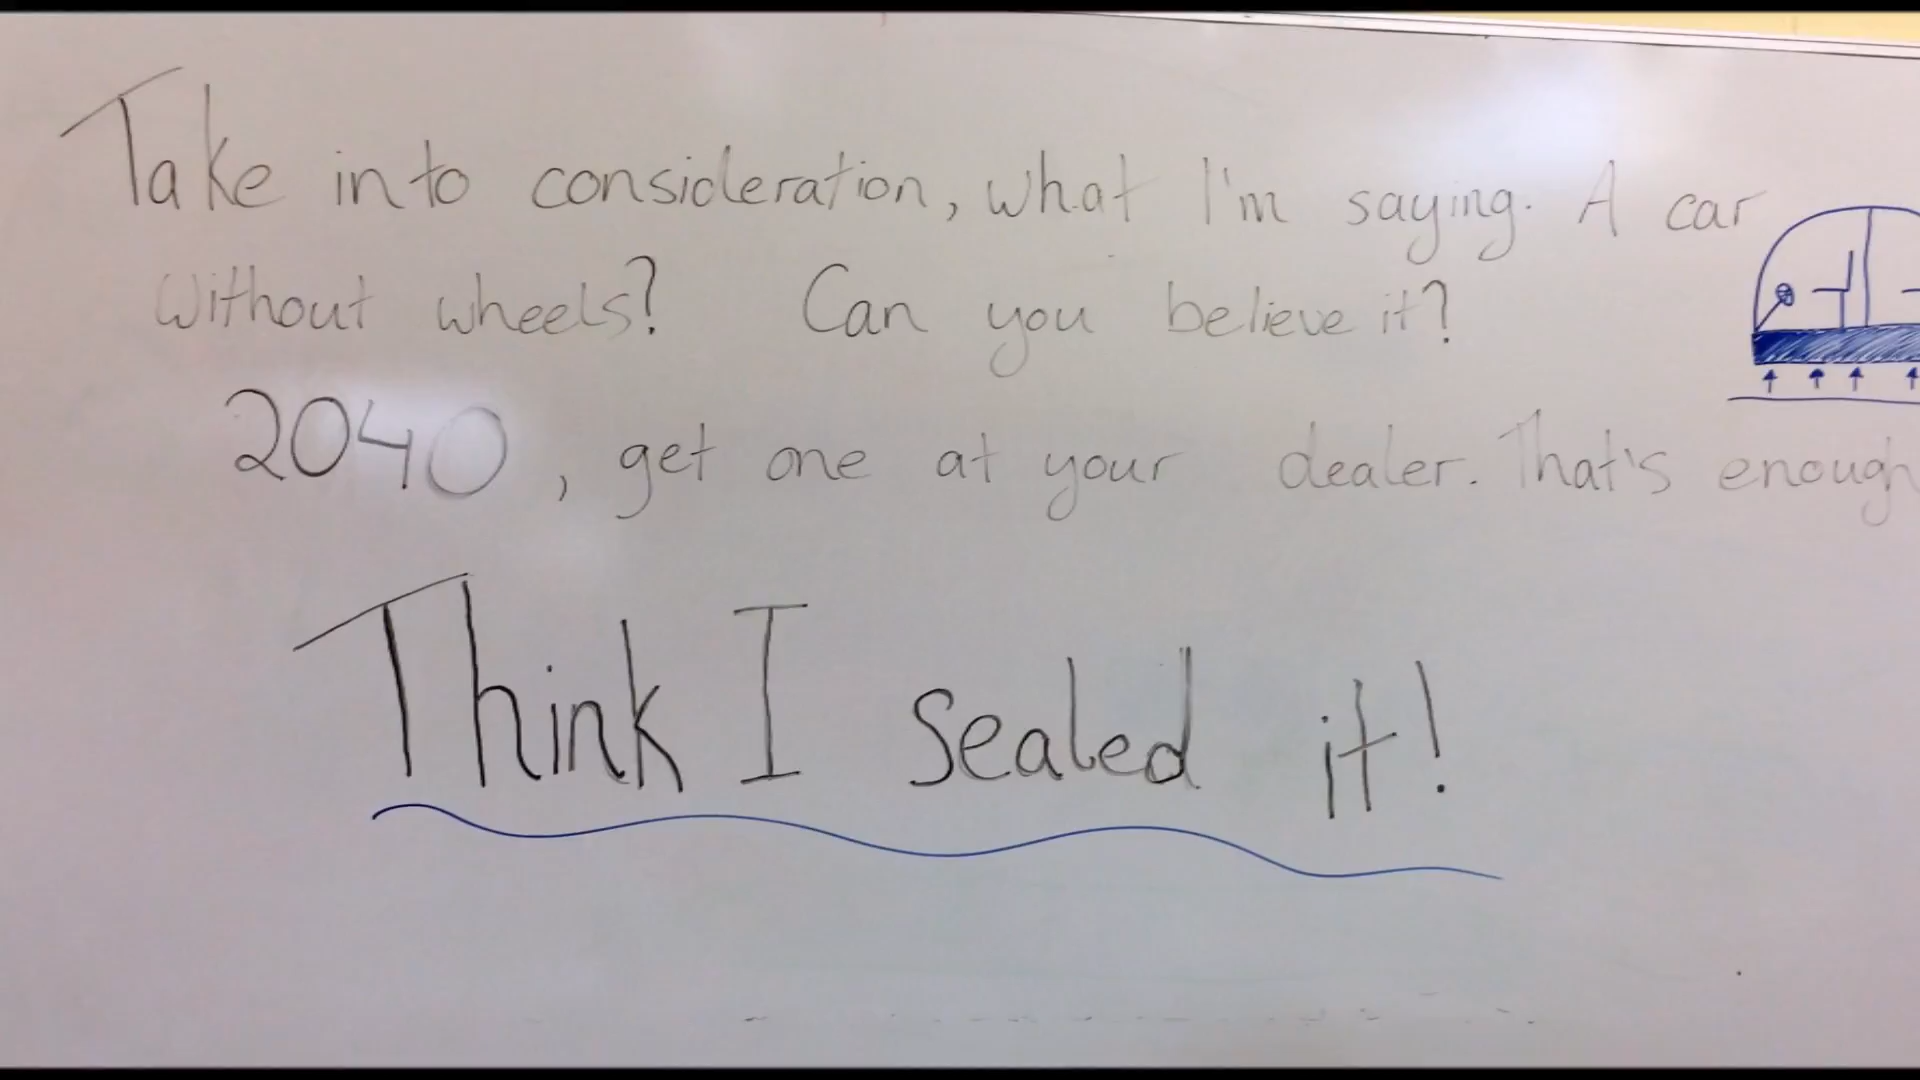 Take into consideration, what I'm saying. A car
without wheels? Can you believe it?
2040, get one at your dealer. That's enough
Think I sealed it!